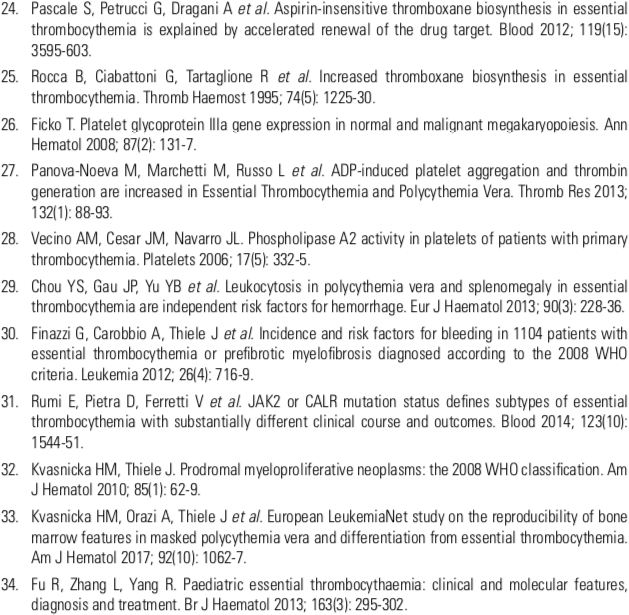 24. Pascale S, Petrucci G, Dragani A et al. Aspirin-insensitive thromboxane biosynthesis in essential
thrombocythemia is explained by accelerated renewal of the drug target. Blood 2012; 119(15):
3595-603.
25. Rocca B, Ciabattoni G, Tartaglione R et al. Increased thromboxane biosynthesis in essential
thrombocythemia. Thromb Haemost 1995; 74(5): 1225-30.
26. Ficko T. Platelet glycoprotein IIIa gene expression in normal and malignant megakaryopoiesis. Ann
Hematol 2008; 87(2): 131-7.
27. Panova-Noeva M, Marchetti M, Russo L et al. ADP-induced platelet aggregation and thrombin
generation are increased in Essential Thrombocythemia and Polycythemia Vera. Thromb Res 2013;
132(1): 88-93.
28. Vecino AM, Cesar JM, Navarro JL. Phospholipase A2 activity in platelets of patients with primary
thrombocythemia. Platelets 2006; 17(5): 332-5.
29. Chou YS, Gau JP, Yu YB et al. Leukocytosis in polycythemia vera and splenomegaly in essential
thrombocythemia are independent risk factors for hemorrhage. Eur J Haematol 2013; 90(3): 228-36.
30. Finazzi G, Carobbio A, Thiele J et al. Incidence and risk factors for bleeding in 1104 patients with
essential thrombocythemia or prefibrotic myelofibrosis diagnosed according to the 2008 WHO
criteria. Leukemia 2012; 26(4): 716-9.
31. Rumi E, Pietra D, Ferretti V et al. JAK2 or CALR mutation status defines subtypes of essential
thrombocythemia with substantially different clinical course and outcomes. Blood 2014; 123(10):
1544-51.
32. Kvasnicka HM, Thiele J. Prodromal myeloproliferative neoplasms: the 2008 WHO classification. Am
J Hematol 2010; 85(1): 62-9.
33. Kvasnicka HM, Orazi A, Thiele J et al. European LeukemiaNet study on the reproducibility of bone
marrow features in masked polycythemia vera and differentiation from essential thrombocythemia.
Am J Hematol 2017; 92(10): 1062-7.
34. Fu R, Zhang L, Yang R. Paediatric essential thrombocythaemia: clinical and molecular features,
diagnosis and treatment. Br J Haematol 2013; 163(3): 295-302.